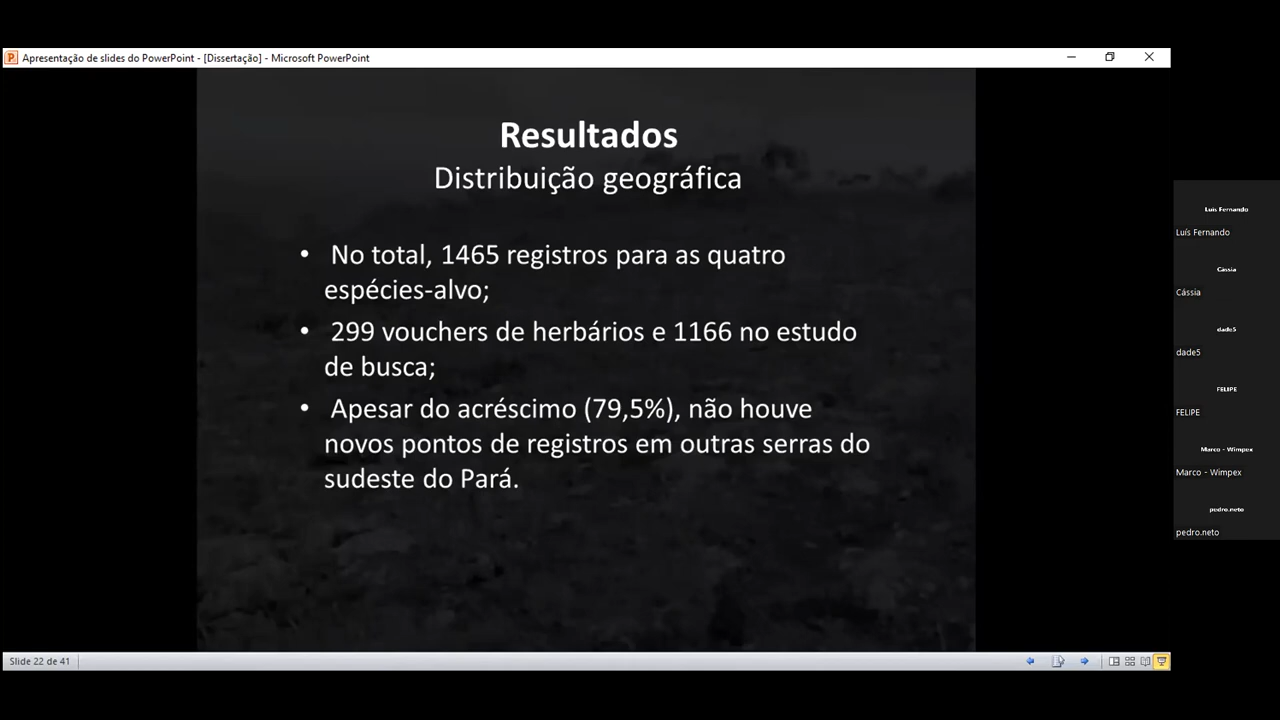 Apresentação de slides do PowerPoint - [Dissertação] - Microsoft PowerPoint
Resultados
Distribuição geográfica
• No total, 1465 registros para as quatro
espécies-alvo;
• 299 vouchers de herbários e 1166 no estudo
de busca;
• Apesar do acréscimo (79,5%), não houve
novos pontos de registros em outras serras do
sudeste do Pará.
Luís Fernando
Luís Fernando
Cássia
Cássia
dade5
dade5
FELIPE
FELIPE
Marco - Wimpex
Marco - Wimpex
pedro.neto
pedro.neto
Slide 22 de 41